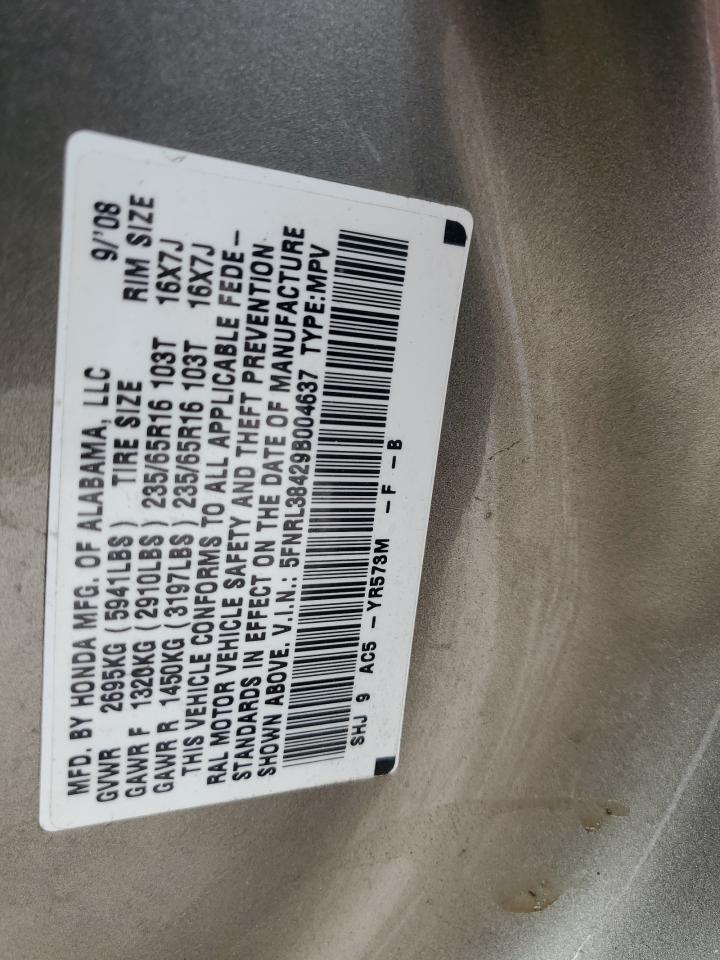 MFD. BY HONDA MFG. OF ALABAMA, LLC 9/'08
GVWR 2695KG (5941LBS) TIRE SIZE RIM SIZE
GAWR F 1320KG (2910LBS) 235/65R16 103T 16X7J
GAWR R 1450KG (3197LBS) 235/65R16 103T 16X7J
THIS VEHICLE CONFORMS TO ALL APPLICABLE FEDE-
RAL MOTOR VEHICLE SAFETY AND THEFT PREVENTION
STANDARDS IN EFFECT ON THE DATE OF MANUFACTURE
SHOWN ABOVE. V.I.N.: 5FNRL38429B004637 TYPE:MPV
SHJ 9 AC5 -YR573M -F -B